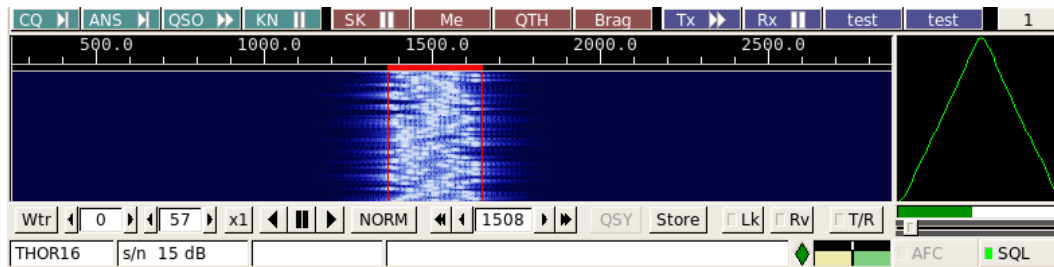 CQ ANS QSO KN SK Me QTH Brag Tx Rx test test 1
500.0 1000.0 1500.0 2000.0 2500.0
Wtr 0 57 x1 NORM 1508 QSY Store Lk Rv T/R
THOR16 s/n 15 dB AFC SQL